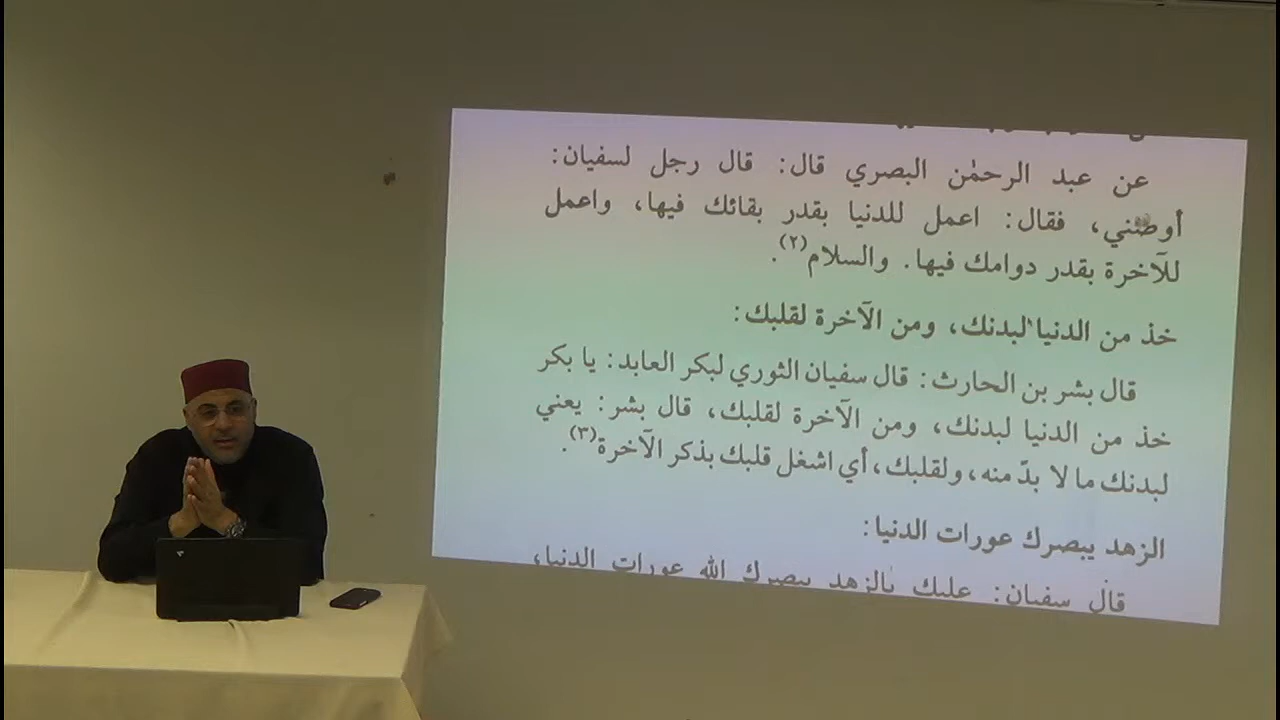 عن عبد الرحمٰن البصري قال: قال رجل لسفيان:
أوصني، فقال: اعمل للدنيا بقدر بقائك فيها، واعمل
للآخرة بقدر دوامك فيها. والسلام(٢).
خذ من الدنيا لبدنك، ومن الآخرة لقلبك:
قال بشر بن الحارث: قال سفيان الثوري لبكر العابد: يا بكر
خذ من الدنيا لبدنك، ومن الآخرة لقلبك، قال بشر: يعني
لبدنك ما لا بدّ منه، ولقلبك، أي اشغل قلبك بذكر الآخرة(٣).
الزهد يبصرك عورات الدنيا:
قال سفيان: عليك بالزهد يبصرك الله عورات الدنيا،